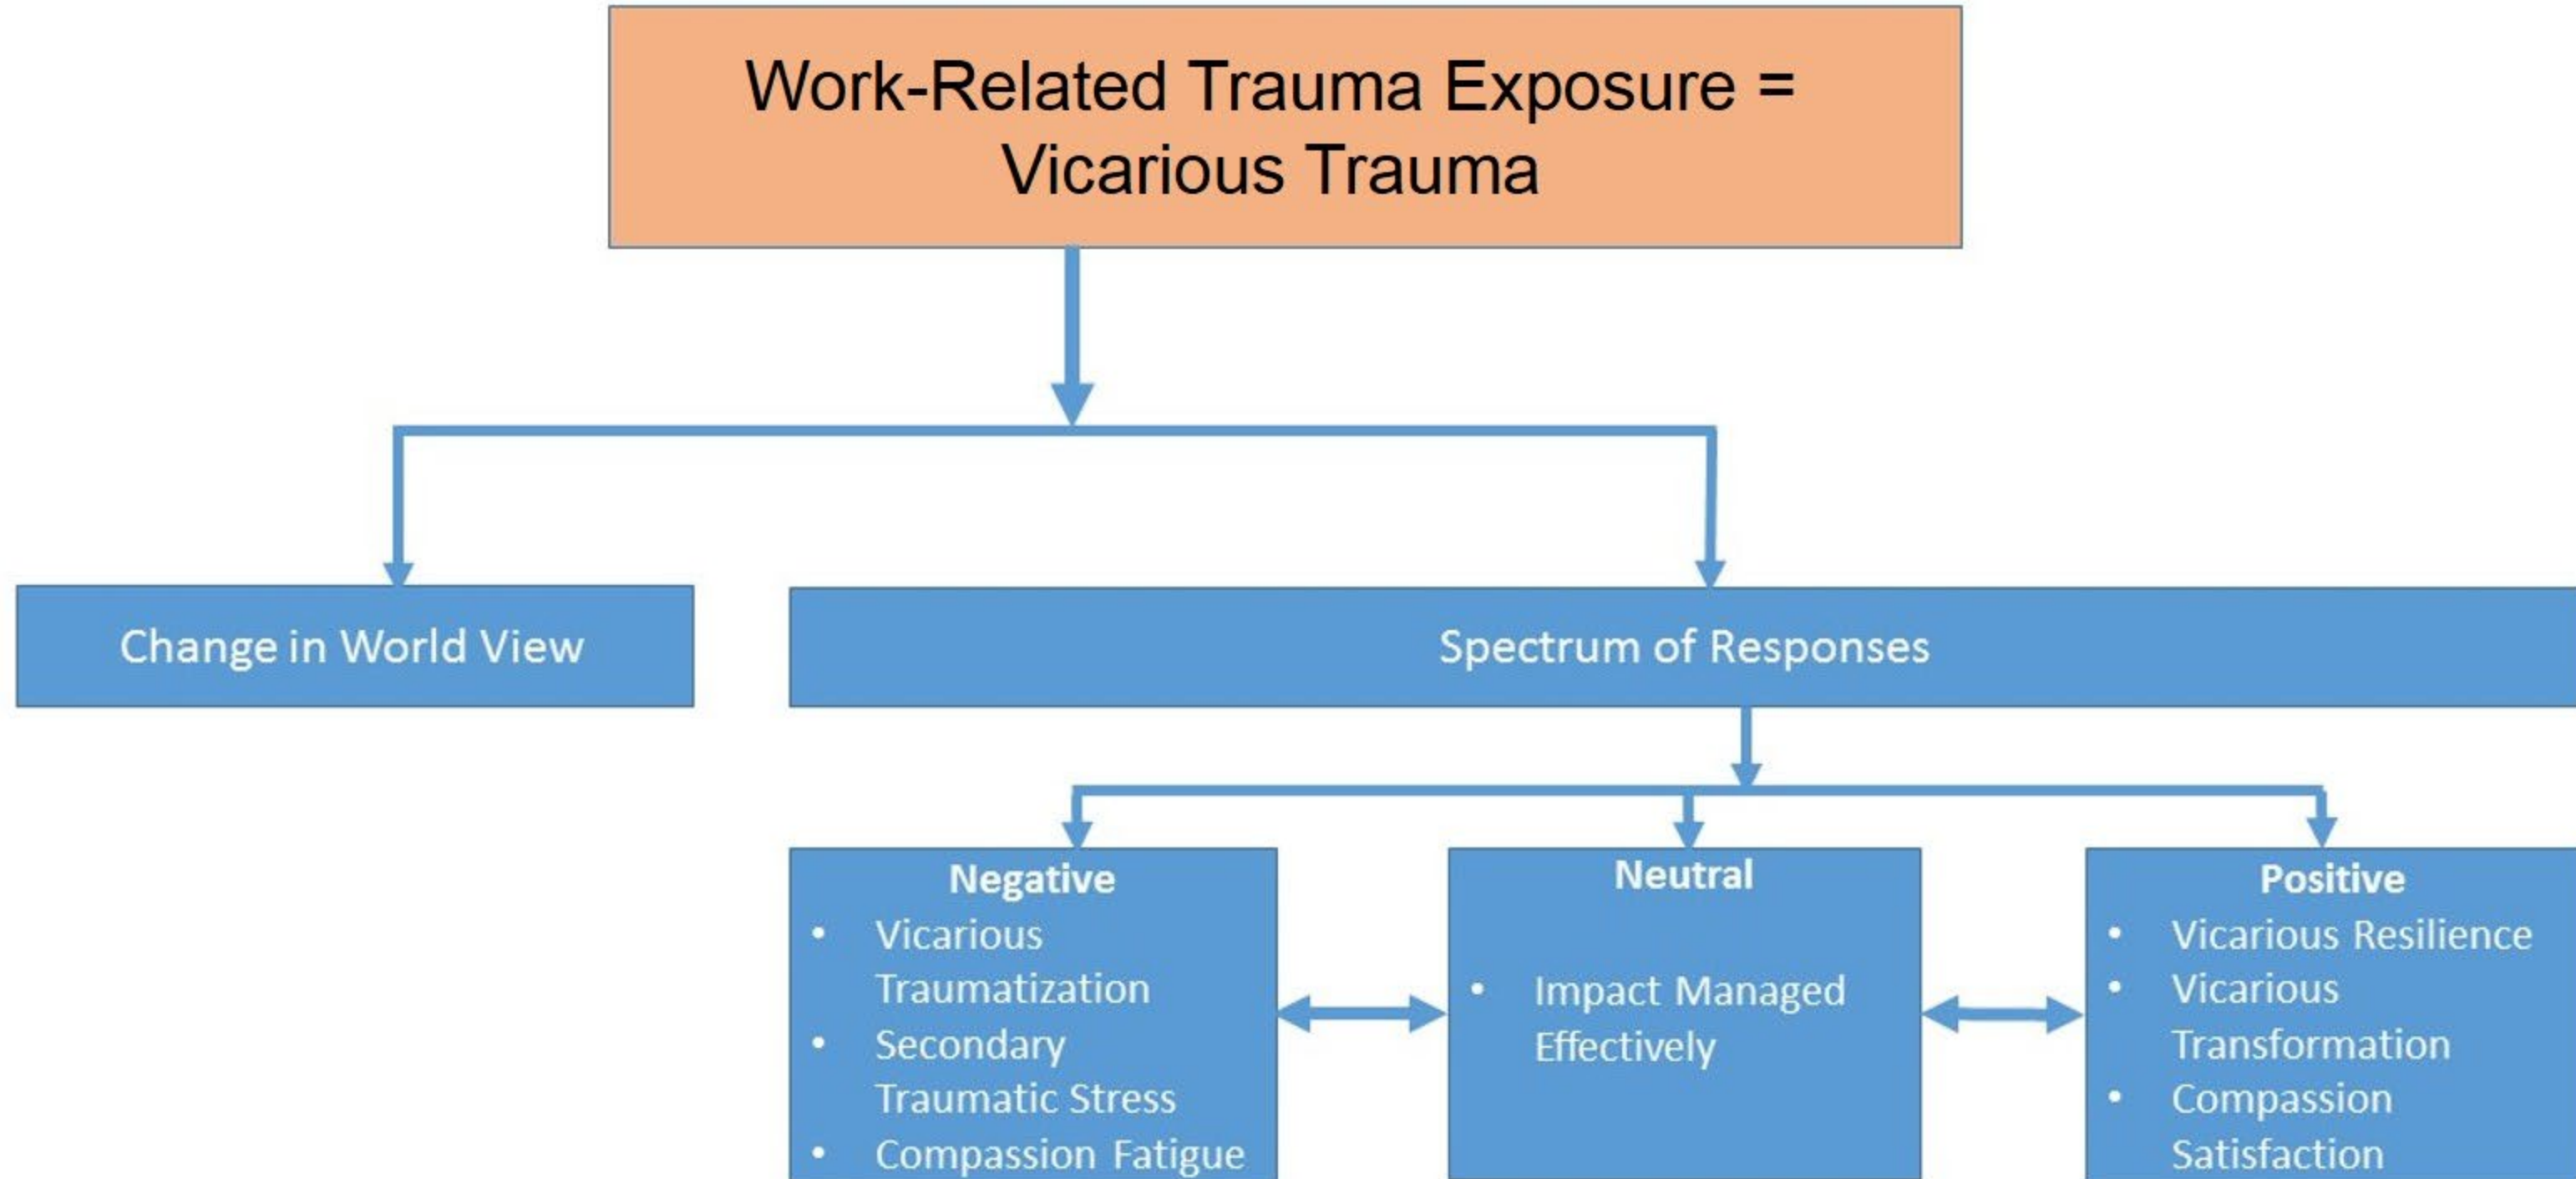 Work-Related Trauma Exposure =
Vicarious Trauma
Change in World View
Spectrum of Responses
Negative
• Vicarious
Traumatization
• Secondary
Traumatic Stress
• Compassion Fatigue
Neutral
• Impact Managed
Effectively
Positive
• Vicarious Resilience
• Vicarious
Transformation
• Compassion
Satisfaction